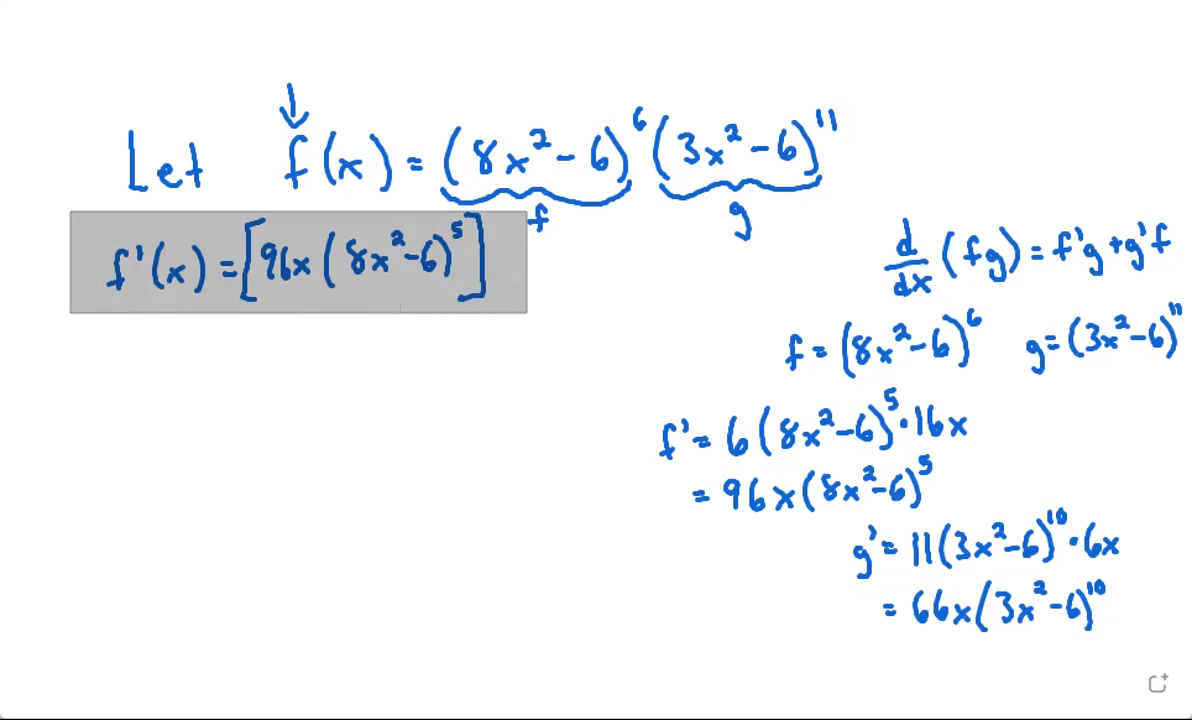 Let f(x) = (8x² - 6)⁶ (3x² - 6)¹¹
f g
f'(x) = [96x(8x² - 6)⁵]
d/dx (fg) = f'g + g'f
f = (8x² - 6)⁶ g = (3x² - 6)¹¹
f' = 6(8x² - 6)⁵ · 16x
= 96x(8x² - 6)⁵
g' = 11(3x² - 6)¹⁰ · 6x
= 66x(3x² - 6)¹⁰